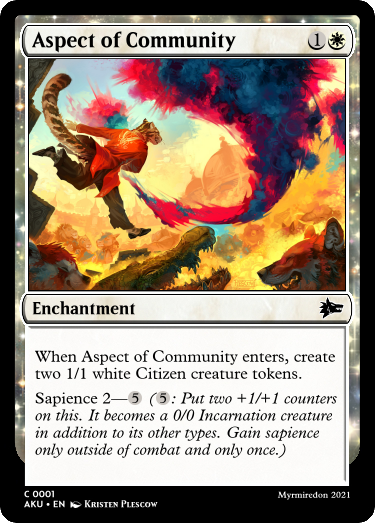 Aspect of Community 1
Enchantment
When Aspect of Community enters, create
two 1/1 white Citizen creature tokens.
Sapience 2—5 (5: Put two +1/+1 counters
on this. It becomes a 0/0 Incarnation creature
in addition to its other types. Gain sapience
only outside of combat and only once.)
C 0001
AKU • EN Kristen Plescow
Myrmiredon 2021